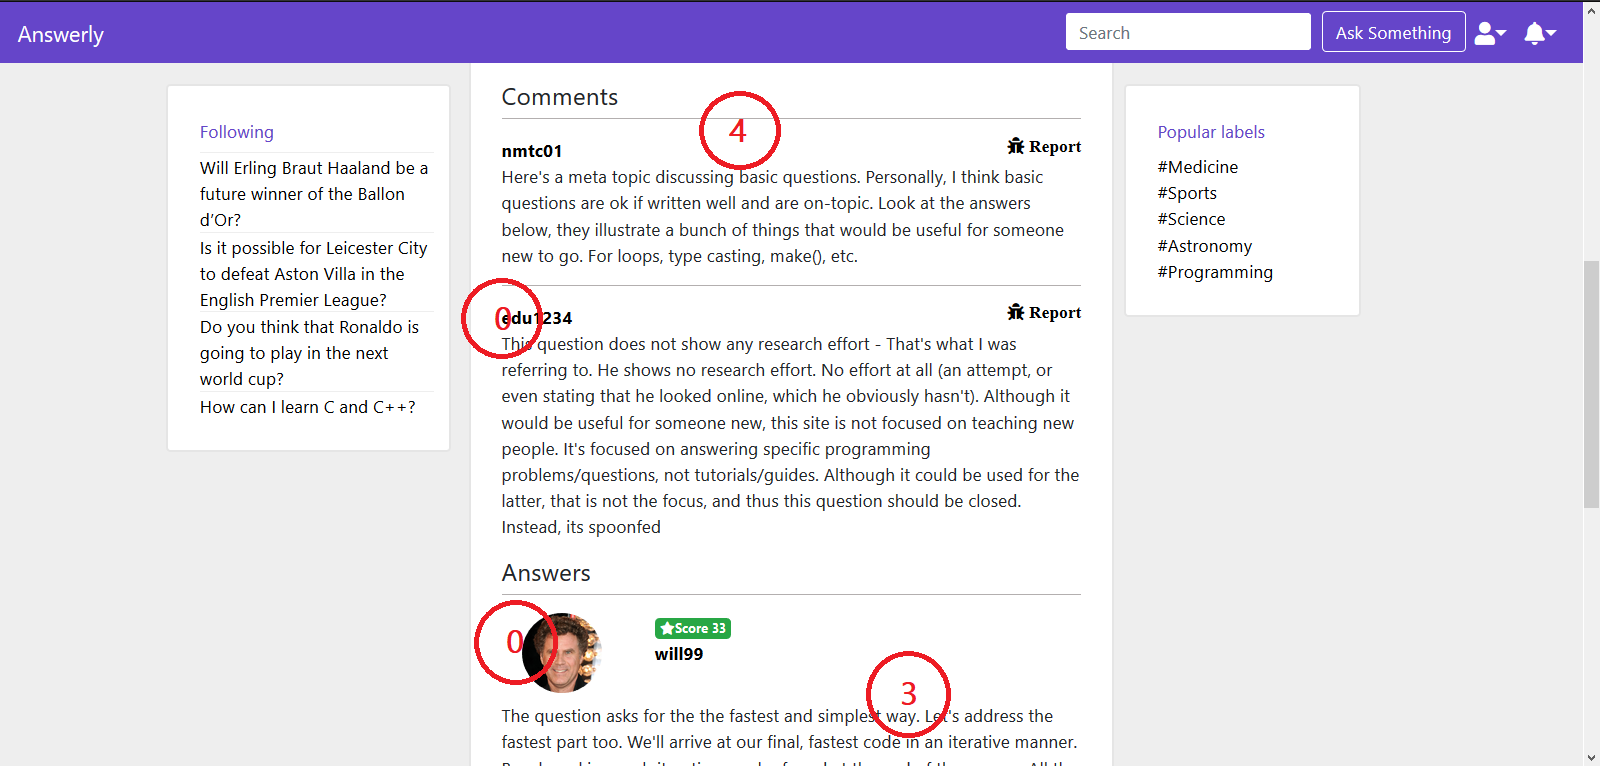 Answerly
Search
Ask Something
Following
Will Erling Braut Haaland be a
future winner of the Ballon
d’Or?
Is it possible for Leicester City
to defeat Aston Villa in the
English Premier League?
Do you think that Ronaldo is
going to play in the next
world cup?
How can I learn C and C++?
Comments
4
nmtc01
Report
Here's a meta topic discussing basic questions. Personally, I think basic
questions are ok if written well and are on-topic. Look at the answers
below, they illustrate a bunch of things that would be useful for someone
new to go. For loops, type casting, make(), etc.
0
edu1234
Report
This question does not show any research effort - That's what I was
referring to. He shows no research effort. No effort at all (an attempt, or
even stating that he looked online, which he obviously hasn't). Although it
would be useful for someone new, this site is not focused on teaching new
people. It's focused on answering specific programming
problems/questions, not tutorials/guides. Although it could be used for the
latter, that is not the focus, and thus this question should be closed.
Instead, its spoonfed
Answers
0
Score 33
will99
3
The question asks for the the fastest and simplest way. Let's address the
fastest part too. We'll arrive at our final, fastest code in an iterative manner.
Popular labels
#Medicine
#Sports
#Science
#Astronomy
#Programming